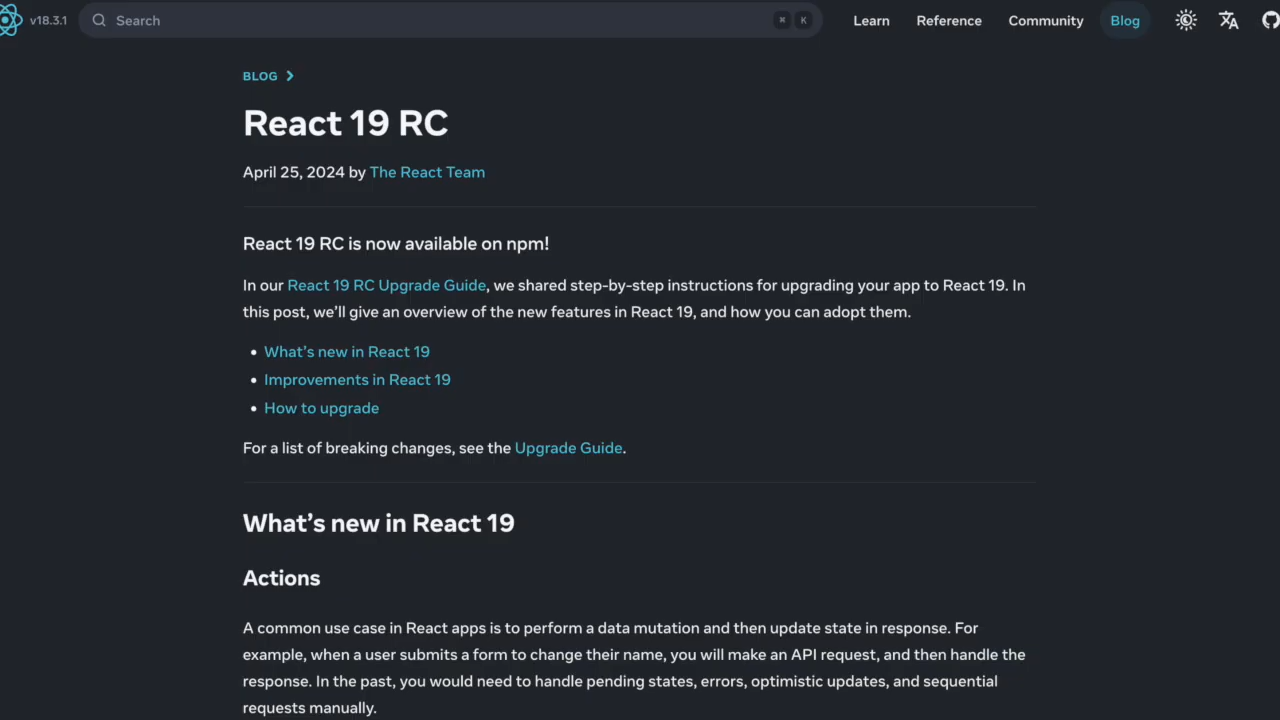 v18.3.1 Search ⌘ K Learn Reference Community Blog
BLOG
React 19 RC
April 25, 2024 by The React Team
React 19 RC is now available on npm!
In our React 19 RC Upgrade Guide, we shared step-by-step instructions for upgrading your app to React 19. In
this post, we’ll give an overview of the new features in React 19, and how you can adopt them.
• What’s new in React 19
• Improvements in React 19
• How to upgrade
For a list of breaking changes, see the Upgrade Guide.
What’s new in React 19
Actions
A common use case in React apps is to perform a data mutation and then update state in response. For
example, when a user submits a form to change their name, you will make an API request, and then handle the
response. In the past, you would need to handle pending states, errors, optimistic updates, and sequential
requests manually.